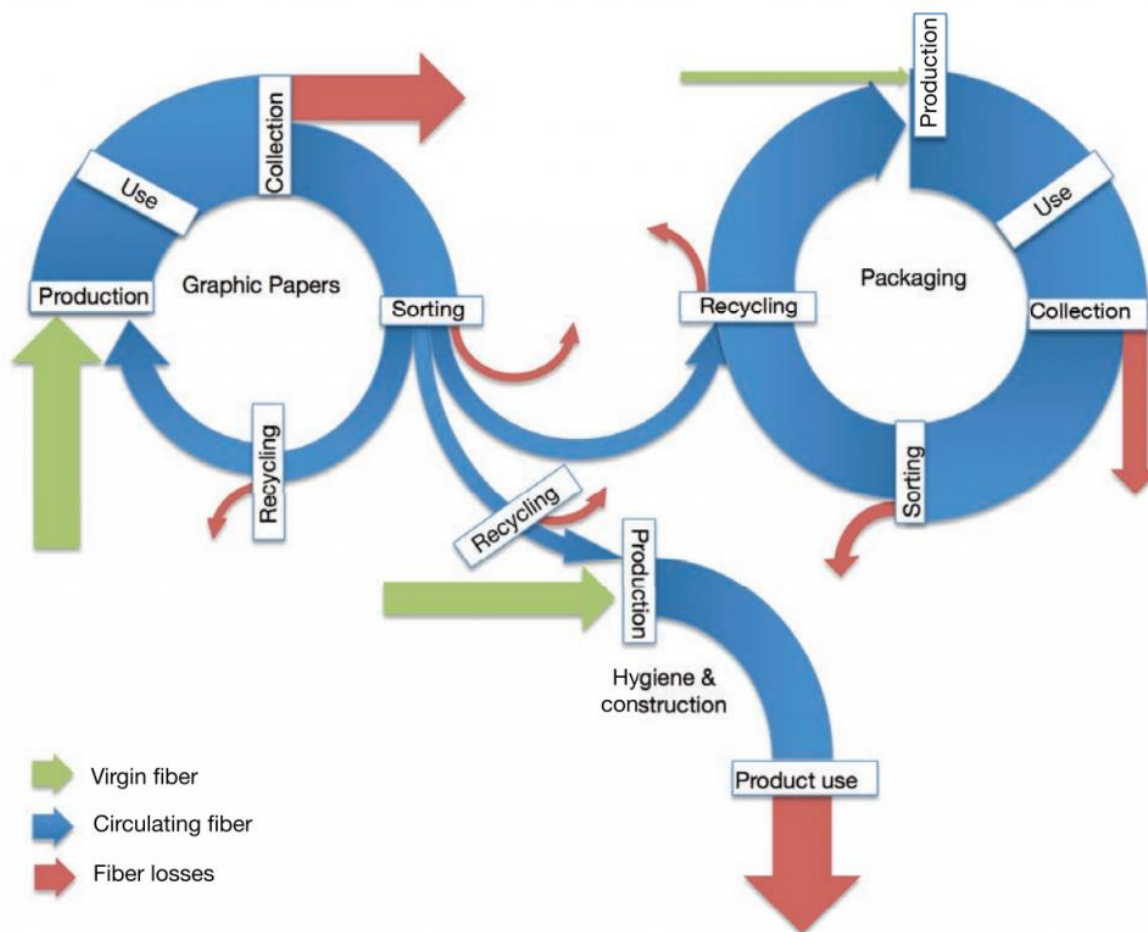 Production
Use
Collection
Graphic Papers
Sorting
Recycling
Recycling
Production
Hygiene &
construction
Product use
Production
Use
Packaging
Recycling
Collection
Sorting
Virgin fiber
Circulating fiber
Fiber losses